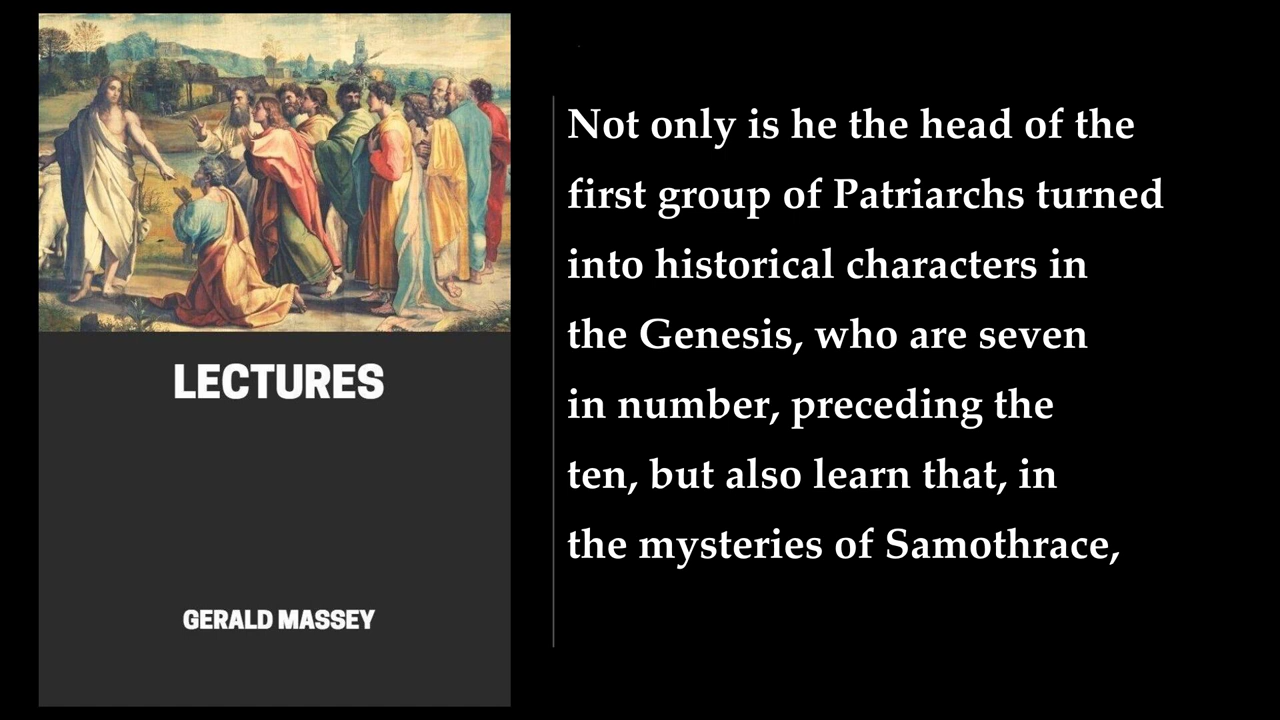 LECTURES
GERALD MASSEY
Not only is he the head of the
first group of Patriarchs turned
into historical characters in
the Genesis, who are seven
in number, preceding the
ten, but also learn that, in
the mysteries of Samothrace,